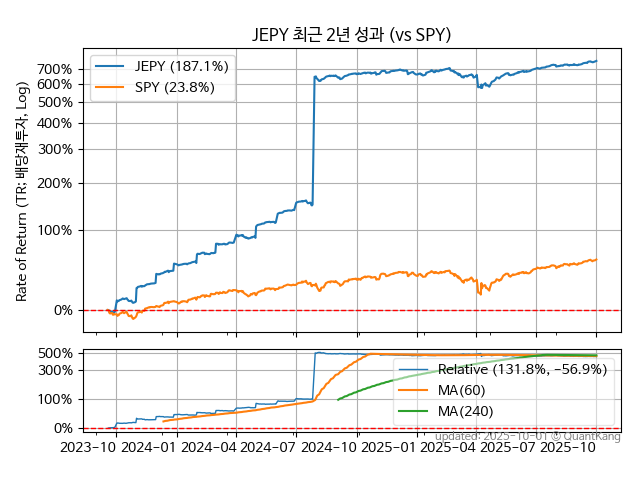 JEPY 최근 2년 성과 (vs SPY)
JEPY (187.1%)
SPY (23.8%)
Rate of Return (TR; 배당재투자, Log)
700%
600%
500%
400%
300%
200%
100%
0%
500%
300%
100%
0%
Relative (131.8%, -56.9%)
MA(60)
MA(240)
updated: 2025-10-01 © QuantKang
2023-10 2024-01 2024-04 2024-07 2024-10 2025-01 2025-04 2025-07 2025-10